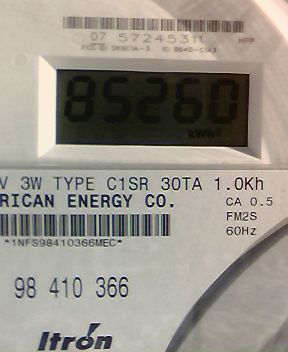 07 57245311
85260
kWh
V 3W TYPE C1SR 30TA 1.0Kh
RICAN ENERGY CO.
CA 0.5
FM2S
60Hz
*1NFS98410366MEC*
98 410 366
Itrón